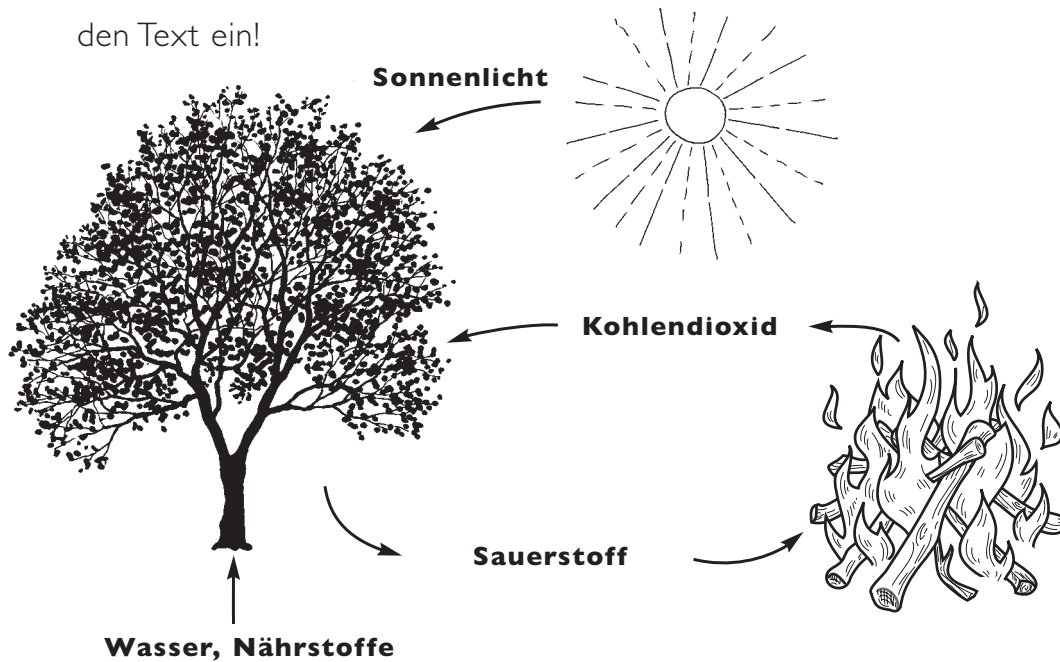 den Text ein!
Sonnenlicht
Kohlendioxid
Sauerstoff
Wasser, Nährstoffe